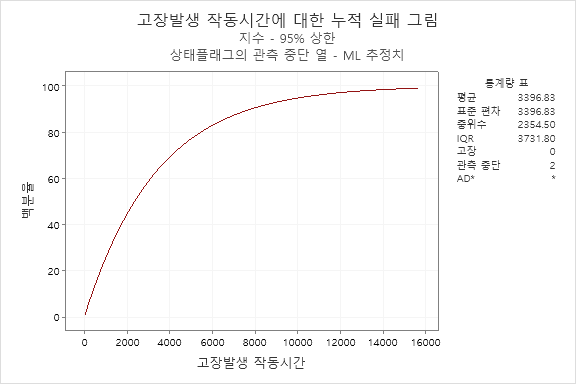 고장발생 작동시간에 대한 누적 실패 그림
지수 - 95% 상한
상태플래그의 관측 중단 열 - ML 추정치
통계량 표
평균 3396.83
표준 편차 3396.83
중위수 2354.50
IQR 3731.80
고장 0
관측 중단 2
AD* *
백분율
100
80
60
40
20
0
0 2000 4000 6000 8000 10000 12000 14000 16000
고장발생 작동시간